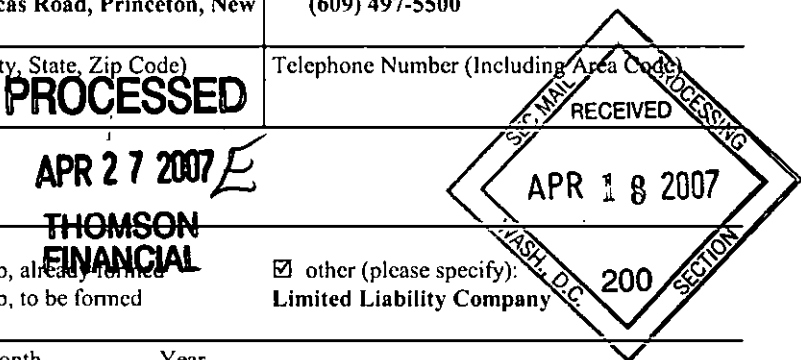 cas Road, Princeton, New (609) 497-5500
ty, State, Zip Code) Telephone Number (Including Area Code)
PROCESSED
APR 27 2007 E
THOMSON
FINANCIAL
SEC MAIL PROCESSING
RECEIVED
APR 18 2007
WASH., D.C. 200 SECTION
p, already formed ☑ other (please specify):
p, to be formed Limited Liability Company
onth Year